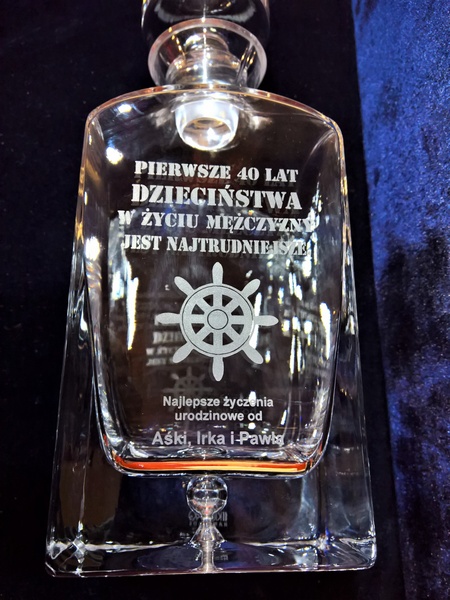 PIERWSZE 40 LAT
DZIECIŃSTWA
W ŻYCIU MĘŻCZYZNY
JEST NAJTRUDNIEJSZE
Najlepsze życzenia
urodzinowe od
Aśki, Irka i Pawła